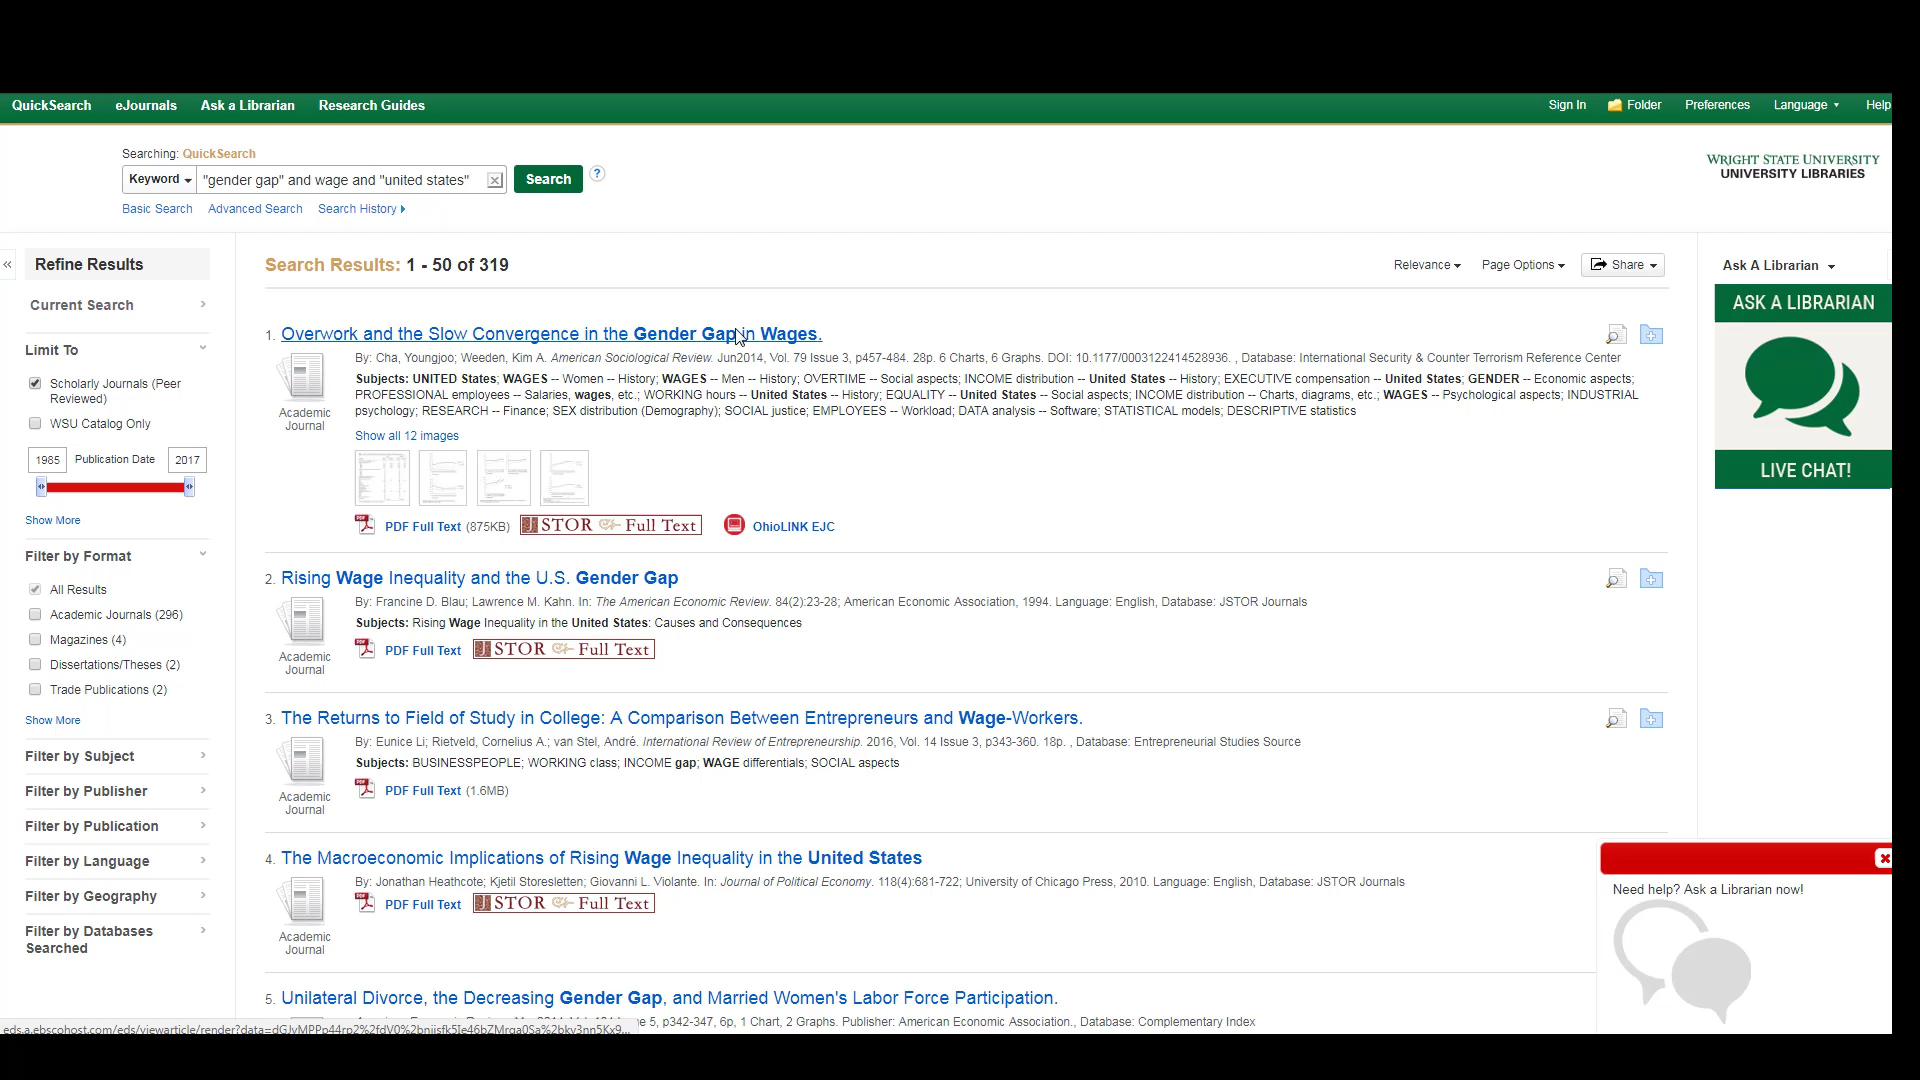 QuickSearch eJournals Ask a Librarian Research Guides Sign In Folder Preferences Language Help
Searching: QuickSearch
Keyword "gender gap" and wage and "united states" Search ?
Basic Search Advanced Search Search History
WRIGHT STATE UNIVERSITY
UNIVERSITY LIBRARIES
«
Refine Results
Current Search
Limit To
Scholarly Journals (Peer
Reviewed)
WSU Catalog Only
1985 Publication Date 2017
Show More
Filter by Format
All Results
Academic Journals (296)
Magazines (4)
Dissertations/Theses (2)
Trade Publications (2)
Show More
Filter by Subject
Filter by Publisher
Filter by Publication
Filter by Language
Filter by Geography
Filter by Databases
Searched
Search Results: 1 - 50 of 319
Relevance Page Options Share
1. Overwork and the Slow Convergence in the Gender Gap in Wages.
By: Cha, Youngjoo; Weeden, Kim A. American Sociological Review. Jun2014, Vol. 79 Issue 3, p457-484. 28p. 6 Charts, 6 Graphs. DOI: 10.1177/0003122414528936. , Database: International Security & Counter Terrorism Reference Center
Subjects: UNITED States; WAGES -- Women -- History; WAGES -- Men -- History; OVERTIME -- Social aspects; INCOME distribution -- United States -- History; EXECUTIVE compensation -- United States; GENDER -- Economic aspects;
PROFESSIONAL employees -- Salaries, wages, etc.; WORKING hours -- United States -- History; EQUALITY -- United States -- Social aspects; INCOME distribution -- Charts, diagrams, etc.; WAGES -- Psychological aspects; INDUSTRIAL
psychology; RESEARCH -- Finance; SEX distribution (Demography); SOCIAL justice; EMPLOYEES -- Workload; DATA analysis -- Software; STATISTICAL models; DESCRIPTIVE statistics
Academic
Journal
Show all 12 images
PDF Full Text (875KB) JSTOR Full Text OhioLINK EJC
2. Rising Wage Inequality and the U.S. Gender Gap
By: Francine D. Blau; Lawrence M. Kahn. In: The American Economic Review. 84(2):23-28; American Economic Association, 1994. Language: English, Database: JSTOR Journals
Subjects: Rising Wage Inequality in the United States: Causes and Consequences
PDF Full Text JSTOR Full Text
Academic
Journal
3. The Returns to Field of Study in College: A Comparison Between Entrepreneurs and Wage-Workers.
By: Eunice Li; Rietveld, Cornelius A.; van Stel, André. International Review of Entrepreneurship. 2016, Vol. 14 Issue 3, p343-360. 18p. , Database: Entrepreneurial Studies Source
Subjects: BUSINESSPEOPLE; WORKING class; INCOME gap; WAGE differentials; SOCIAL aspects
PDF Full Text (1.6MB)
Academic
Journal
4. The Macroeconomic Implications of Rising Wage Inequality in the United States
By: Jonathan Heathcote; Kjetil Storesletten; Giovanni L. Violante. In: Journal of Political Economy. 118(4):681-722; University of Chicago Press, 2010. Language: English, Database: JSTOR Journals
PDF Full Text JSTOR Full Text
Academic
Journal
5. Unilateral Divorce, the Decreasing Gender Gap, and Married Women's Labor Force Participation.
5, p342-347, 6p, 1 Chart, 2 Graphs. Publisher: American Economic Association., Database: Complementary Index
Ask A Librarian
ASK A LIBRARIAN
LIVE CHAT!
Need help? Ask a Librarian now!